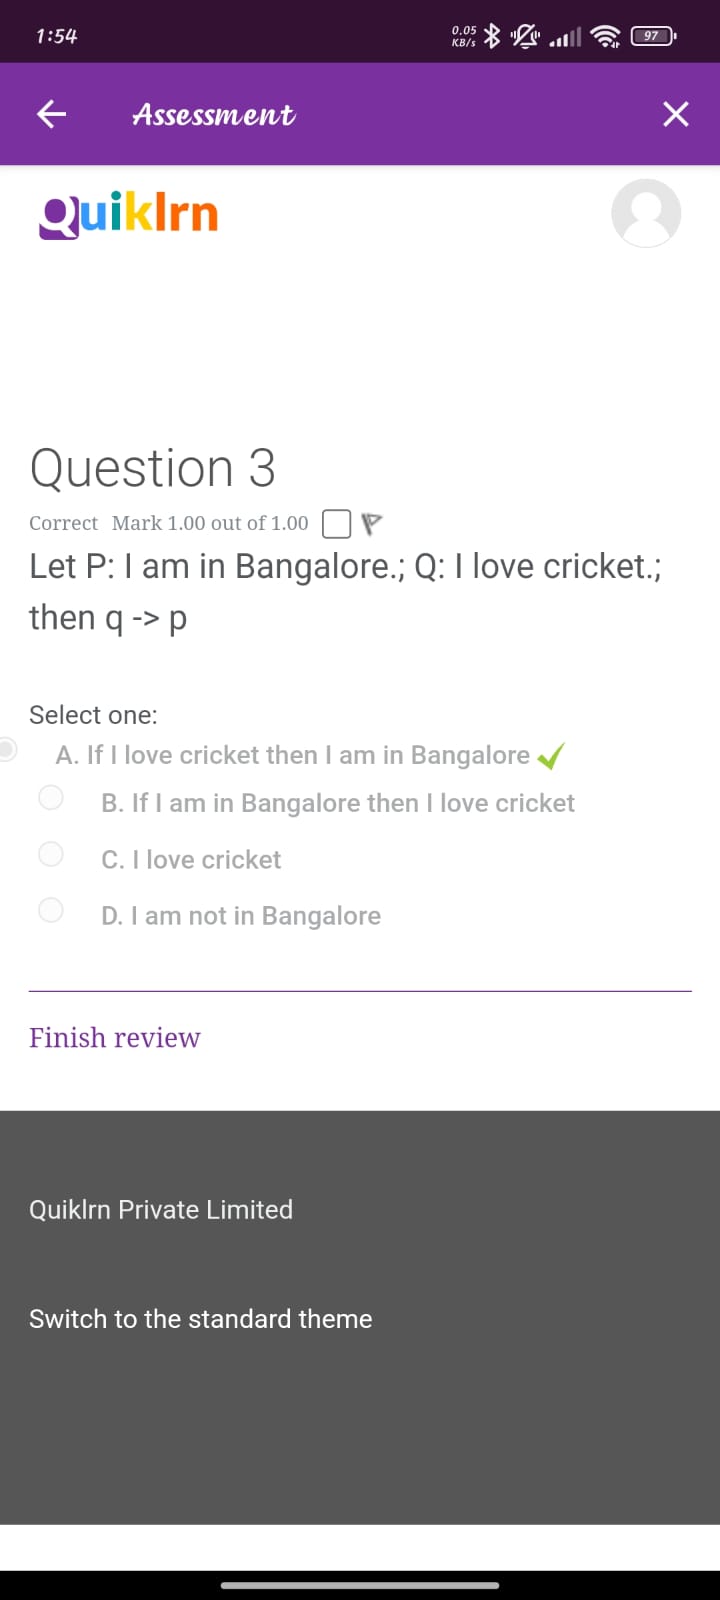 1:54
0.05
KB/s
97
Assessment
Quiklrn
Question 3
Correct Mark 1.00 out of 1.00
Let P: I am in Bangalore.; Q: I love cricket.;
then q -> p
Select one:
A. If I love cricket then I am in Bangalore
B. If I am in Bangalore then I love cricket
C. I love cricket
D. I am not in Bangalore
Finish review
Quiklrn Private Limited
Switch to the standard theme